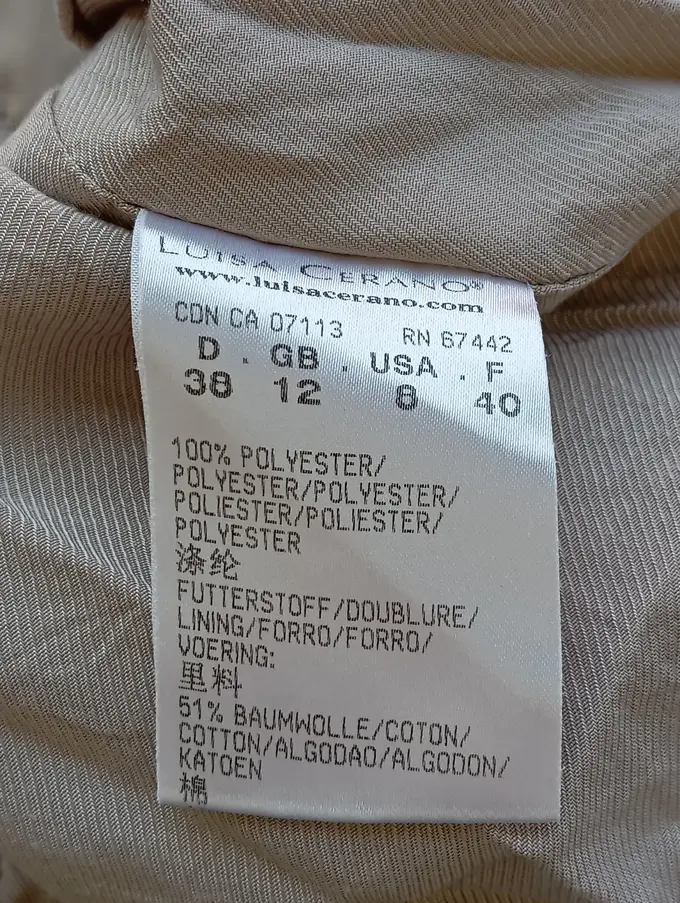 LUISA CERANO®
www.luisacerano.com
CDN CA 07113 RN 67442
D . GB . USA . F
38 12 8 40
100% POLYESTER/
POLYESTER/POLYESTER/
POLIESTER/POLIESTER/
POLYESTER
涤纶
FUTTERSTOFF/DOUBLURE/
LINING/FORRO/FORRO/
VOERING:
里料
51% BAUMWOLLE/COTON/
COTTON/ALGODAO/ALGODON/
KATOEN
棉